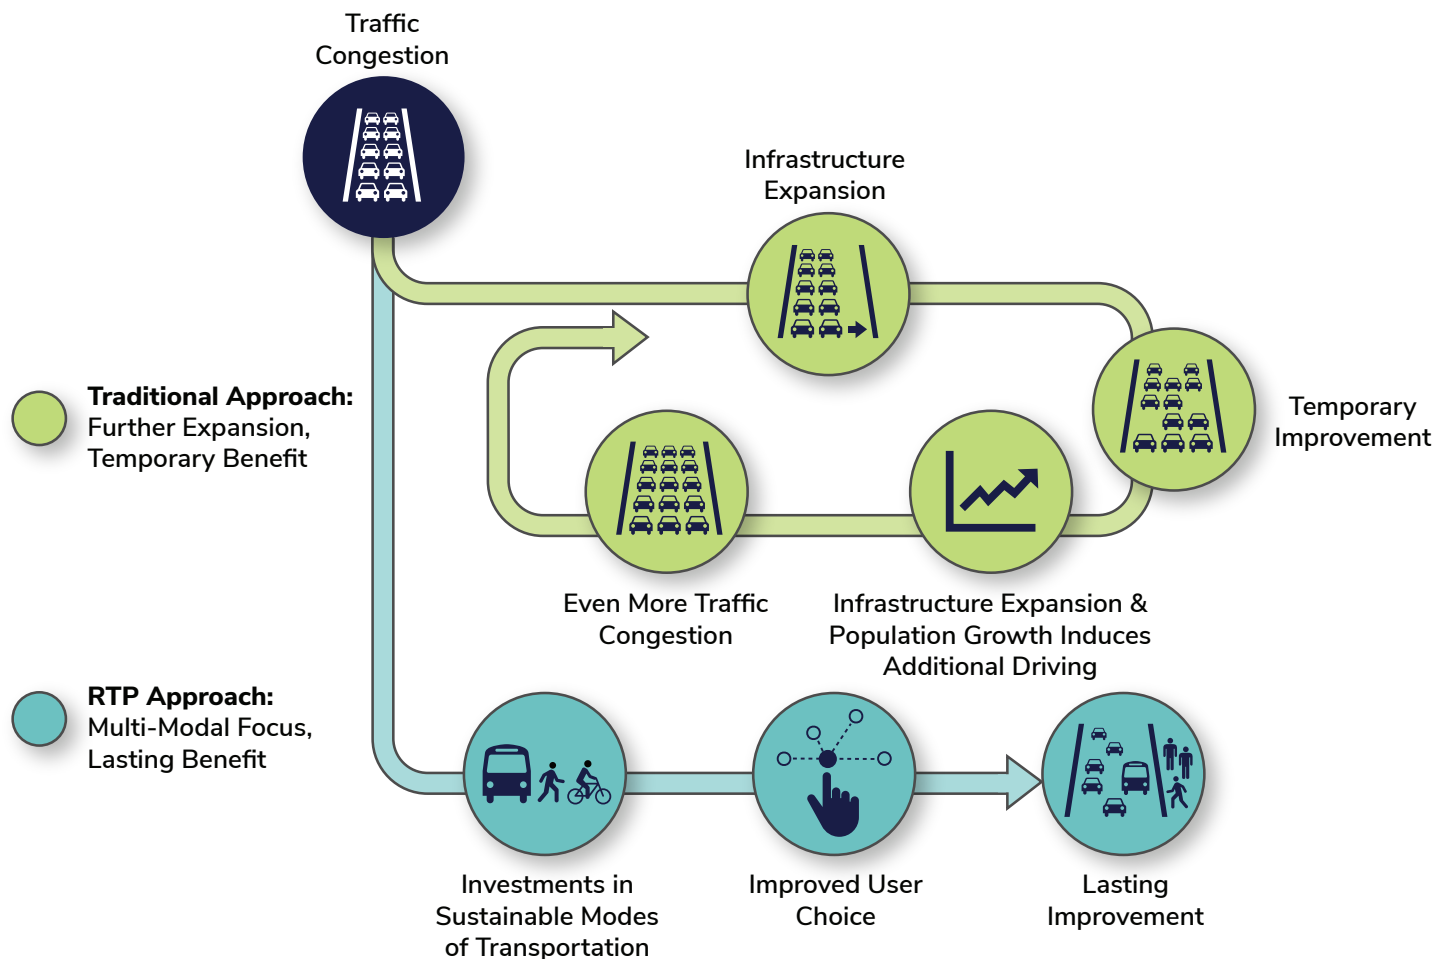 Traffic
Congestion
Infrastructure
Expansion
Traditional Approach:
Further Expansion,
Temporary Benefit
Temporary
Improvement
Even More Traffic
Congestion
Infrastructure Expansion &
Population Growth Induces
Additional Driving
RTP Approach:
Multi-Modal Focus,
Lasting Benefit
Investments in
Sustainable Modes
of Transportation
Improved User
Choice
Lasting
Improvement